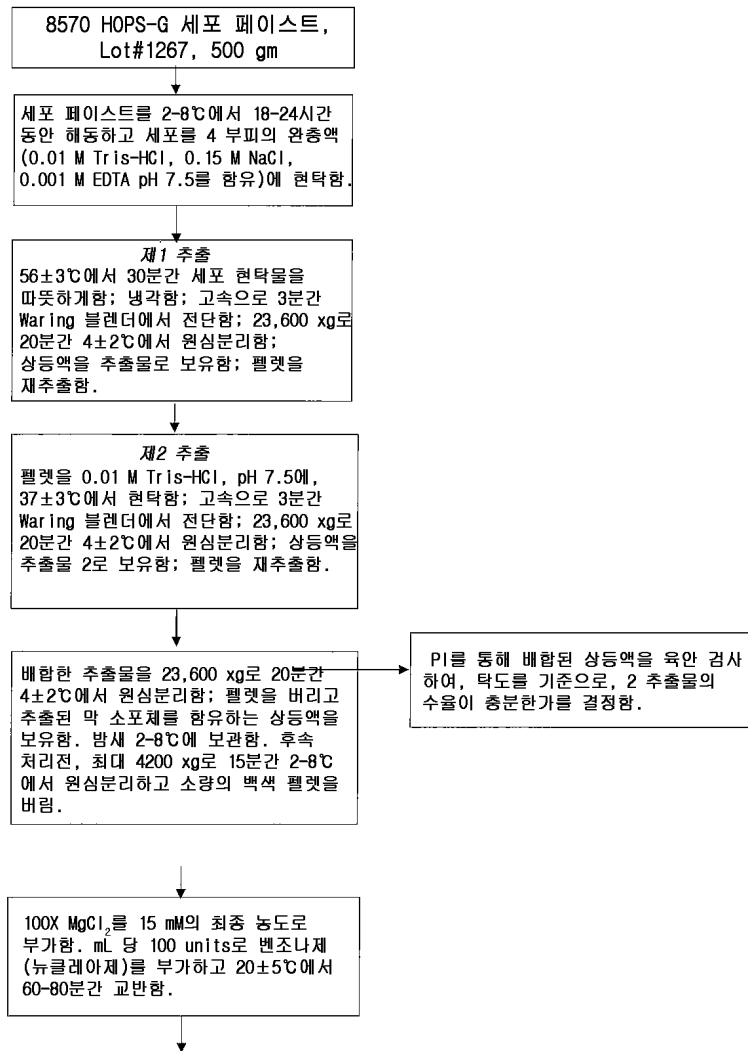 8570 HOPS-G 세포 페이스트,
Lot#1267, 500 gm
세포 페이스트를 2-8℃에서 18-24시간
동안 해동하고 세포를 4 부피의 완충액
(0.01 M Tris-HCl, 0.15 M NaCl,
0.001 M EDTA pH 7.5를 함유)에 현탁함.
제1 추출
56±3℃에서 30분간 세포 현탁물을
따뜻하게함; 냉각함; 고속으로 3분간
Waring 블렌더에서 전단함; 23,600 xg로
20분간 4±2℃에서 원심분리함;
상등액을 추출물로 보유함; 펠렛을
재추출함.
제2 추출
펠렛을 0.01 M Tris-HCl, pH 7.5에,
37±3℃에서 현탁함; 고속으로 3분간
Waring 블렌더에서 전단함; 23,600 xg로
20분간 4±2℃에서 원심분리함; 상등액을
추출물 2로 보유함; 펠렛을 재추출함.
배합한 추출물을 23,600 xg로 20분간
4±2℃에서 원심분리함; 펠렛을 버리고
추출된 막 소포체를 함유하는 상등액을
보유함. 밤새 2-8℃에 보관함. 후속
처리전, 최대 4200 xg로 15분간 2-8℃
에서 원심분리하고 소량의 백색 펠렛을
버림.
PI를 통해 배합된 상등액을 육안 검사
하여, 탁도를 기준으로, 2 추출물의
수율이 충분한가를 결정함.
100X MgCl₂를 15 mM의 최종 농도로
부가함. mL 당 100 units로 벤조나제
(뉴클레아제)를 부가하고 20±5℃에서
60-80분간 교반함.